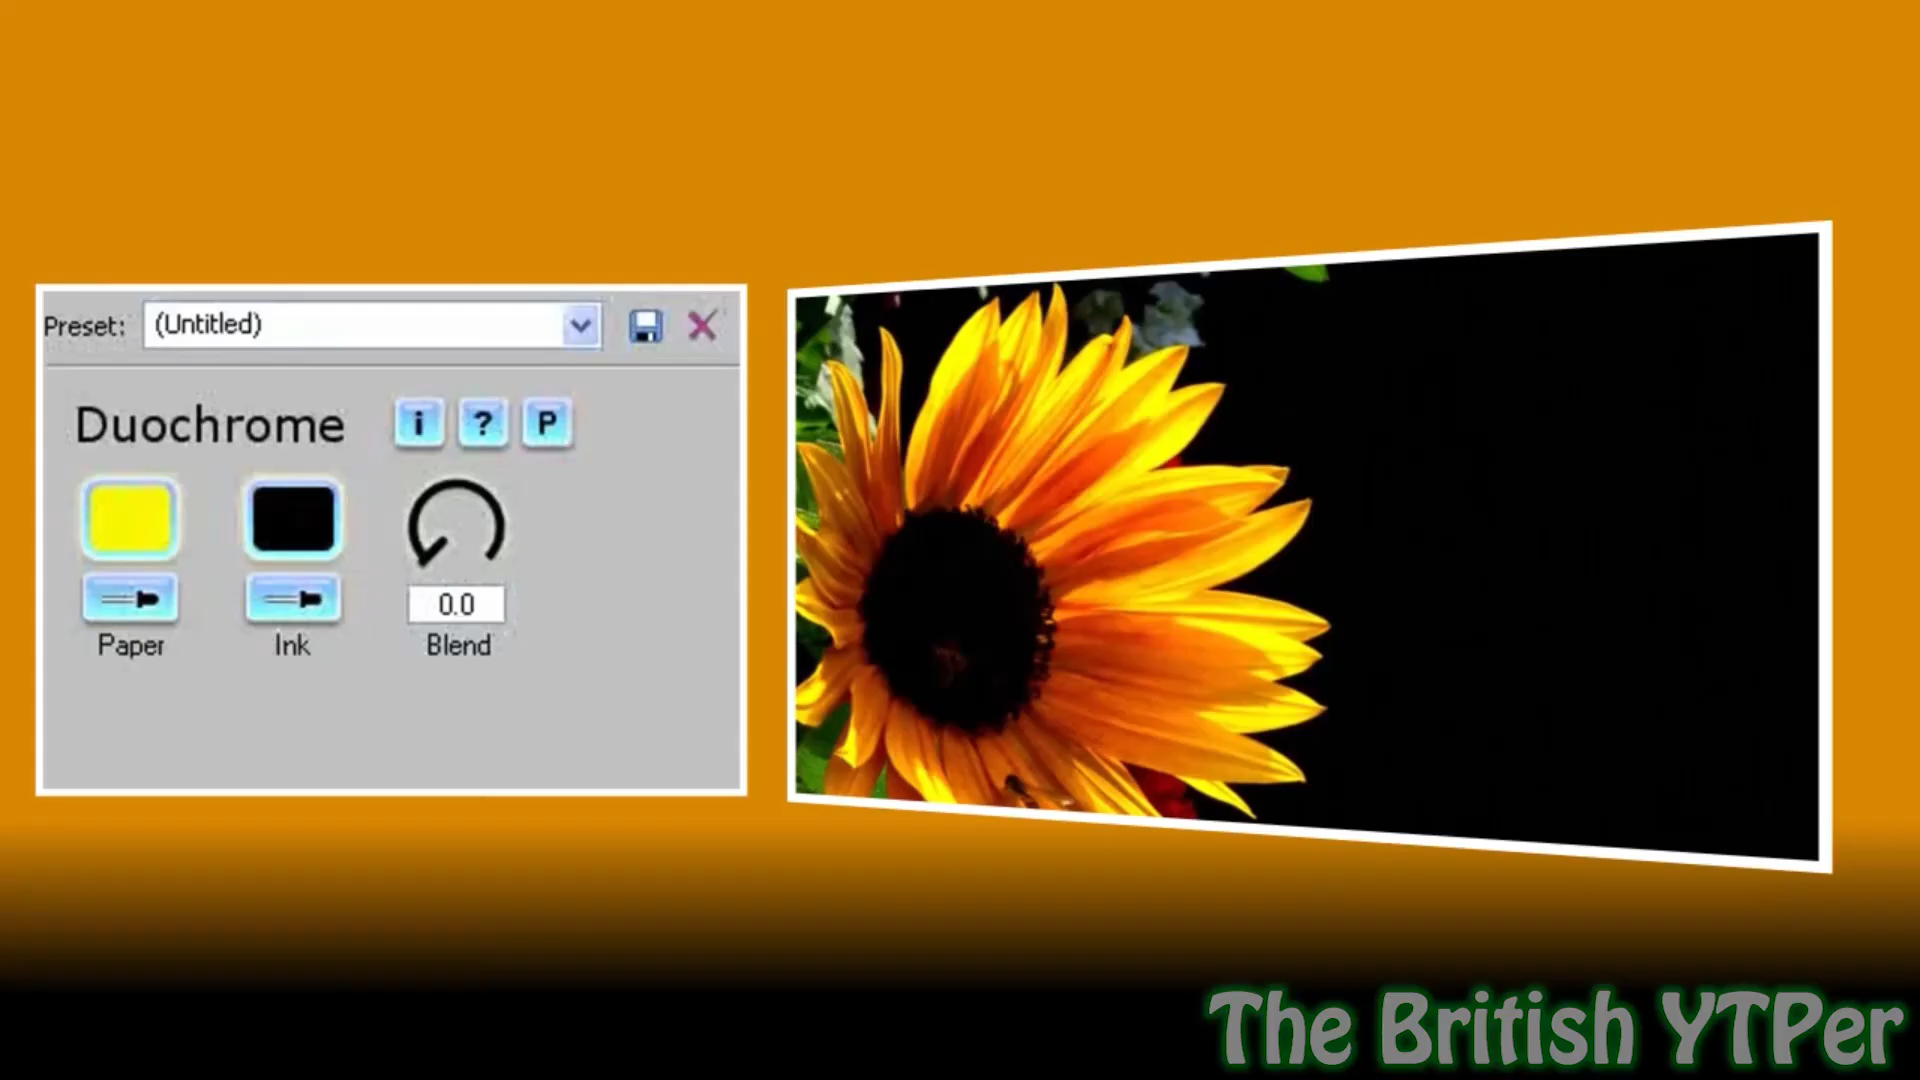 Preset: (Untitled)
Duochrome i ? P
0.0
Paper Ink Blend
The British YTPer